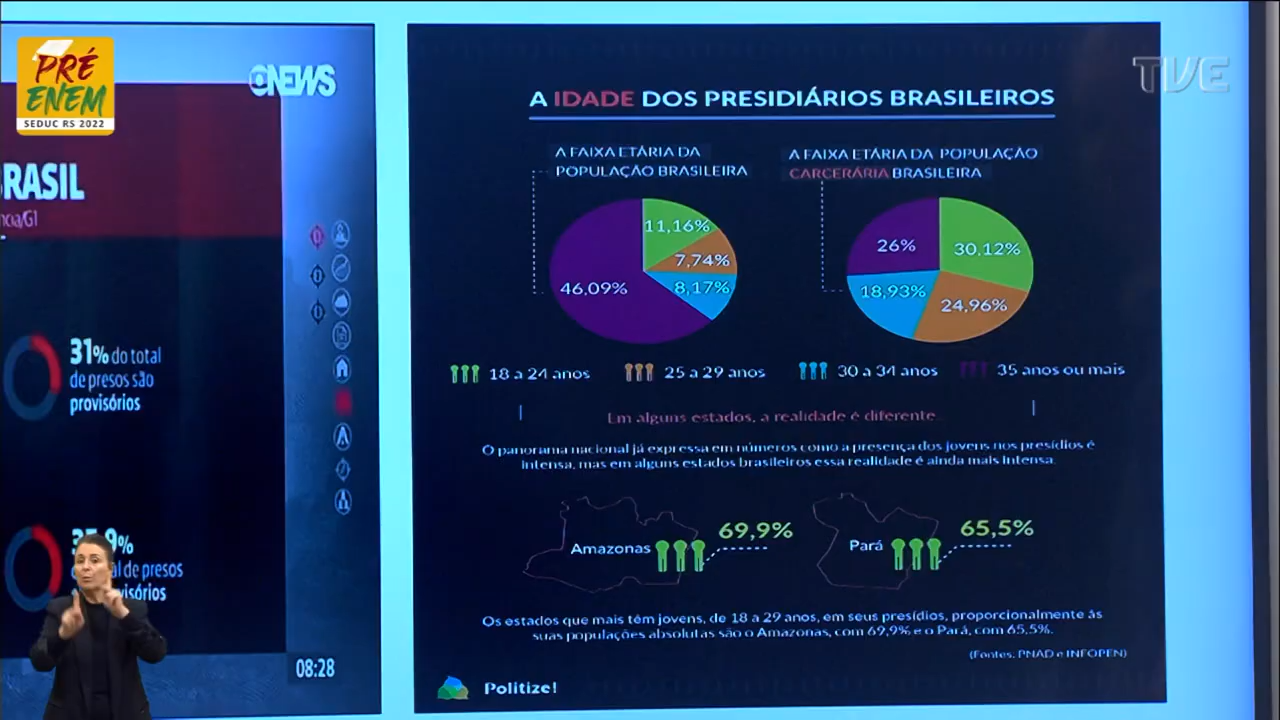 PRÉ
ENEM
SEDUC RS 2022
GNEWS
RASIL
ncia/G1
31% do total
de presos são
provisórios
al de presos
visórios
08:28
TVE
A IDADE DOS PRESIDIÁRIOS BRASILEIROS
A FAIXA ETÁRIA DA
POPULAÇÃO BRASILEIRA
11,16%
7,74%
8,17%
46,09%
A FAIXA ETÁRIA DA POPULAÇÃO
CARCERÁRIA BRASILEIRA
26%
30,12%
18,93%
24,96%
18 a 24 anos
25 a 29 anos
30 a 34 anos
35 anos ou mais
Em alguns estados, a realidade é diferente
O panorama nacional já expressa em números como a presença dos jovens nos presídios é
intensa, mas em alguns estados brasileiros essa realidade é ainda mais intensa.
Amazonas
69,9%
Pará
65,5%
Os estados que mais têm jovens, de 18 a 29 anos, em seus presídios, proporcionalmente às
suas populações absolutas são o Amazonas, com 69,9% e o Pará, com 65,5%.
(Fontes: PNAD e INFOPEN)
Politize!